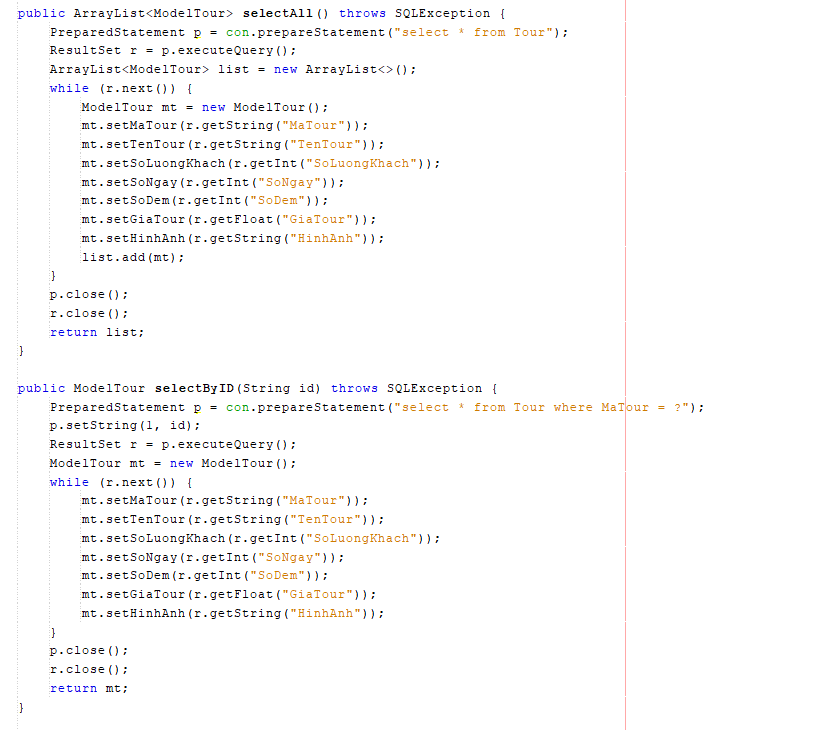 public ArrayList<ModelTour> selectAll() throws SQLException {
    PreparedStatement p = con.prepareStatement("select * from Tour");
    ResultSet r = p.executeQuery();
    ArrayList<ModelTour> list = new ArrayList<>();
    while (r.next()) {
        ModelTour mt = new ModelTour();
        mt.setMaTour(r.getString("MaTour"));
        mt.setTenTour(r.getString("TenTour"));
        mt.setSoLuongKhach(r.getInt("SoLuongKhach"));
        mt.setSoNgay(r.getInt("SoNgay"));
        mt.setSoDem(r.getInt("SoDem"));
        mt.setGiaTour(r.getFloat("GiaTour"));
        mt.setHinhAnh(r.getString("HinhAnh"));
        list.add(mt);
    }
    p.close();
    r.close();
    return list;
}
public ModelTour selectByID(String id) throws SQLException {
    PreparedStatement p = con.prepareStatement("select * from Tour where MaTour = ?");
    p.setString(1, id);
    ResultSet r = p.executeQuery();
    ModelTour mt = new ModelTour();
    while (r.next()) {
        mt.setMaTour(r.getString("MaTour"));
        mt.setTenTour(r.getString("TenTour"));
        mt.setSoLuongKhach(r.getInt("SoLuongKhach"));
        mt.setSoNgay(r.getInt("SoNgay"));
        mt.setSoDem(r.getInt("SoDem"));
        mt.setGiaTour(r.getFloat("GiaTour"));
        mt.setHinhAnh(r.getString("HinhAnh"));
    }
    p.close();
    r.close();
    return mt;
}